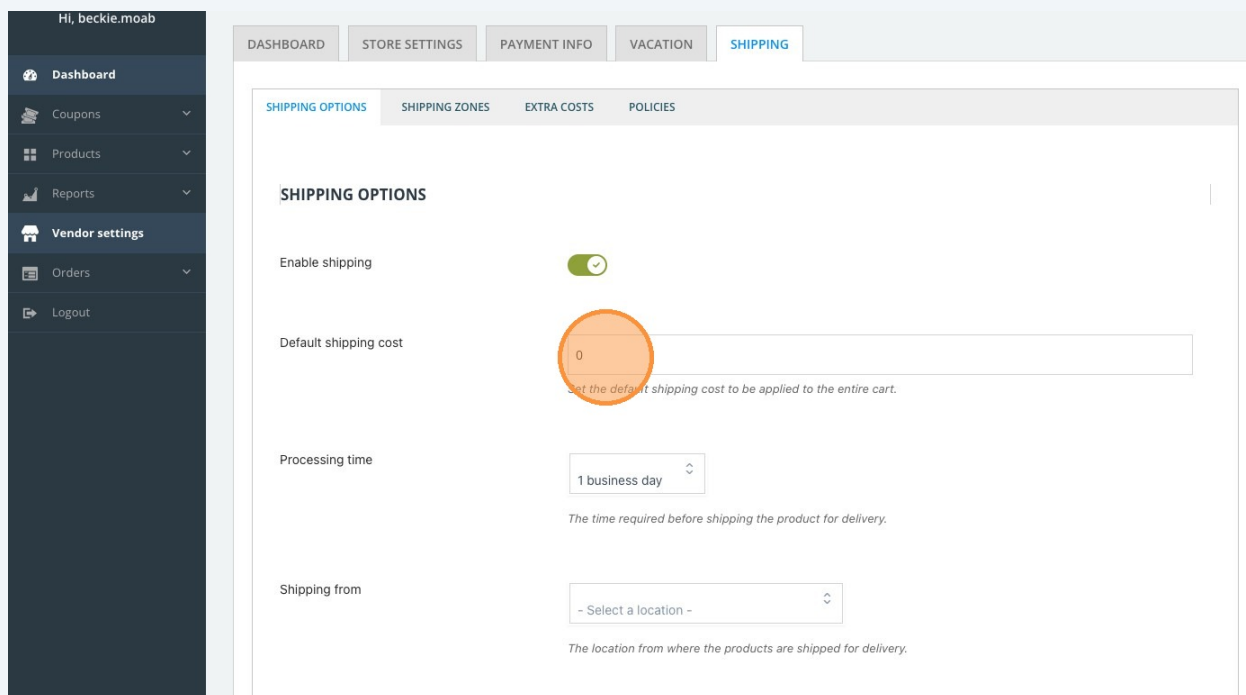 Hi, beckie.moab
Dashboard
Coupons
Products
Reports
Vendor settings
Orders
Logout
DASHBOARD STORE SETTINGS PAYMENT INFO VACATION SHIPPING
SHIPPING OPTIONS SHIPPING ZONES EXTRA COSTS POLICIES
SHIPPING OPTIONS
Enable shipping
Default shipping cost
0
Set the default shipping cost to be applied to the entire cart.
Processing time
1 business day
The time required before shipping the product for delivery.
Shipping from
- Select a location -
The location from where the products are shipped for delivery.